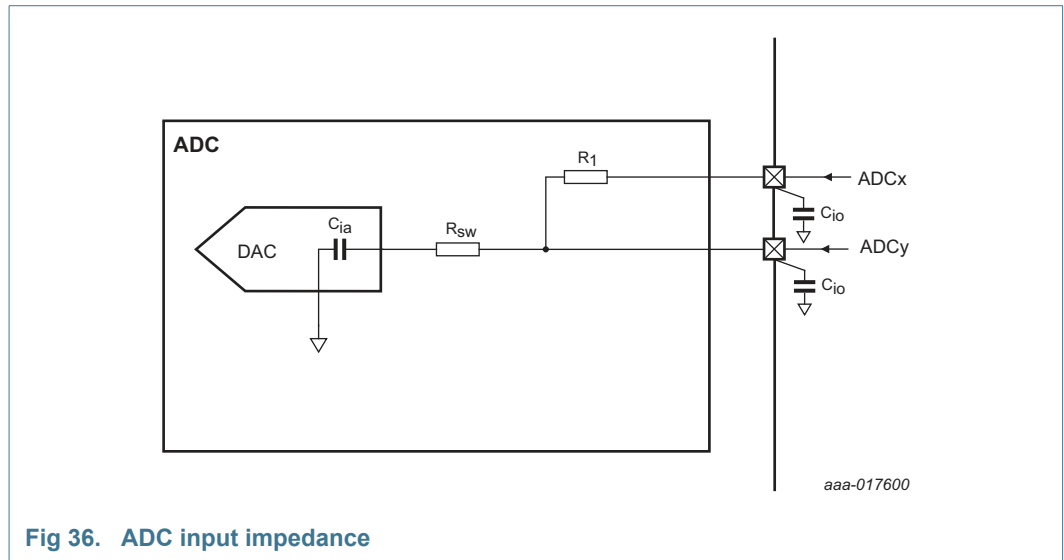 ADC
R1
ADCx
Cio
Cia
Rsw
DAC
ADCy
Cio
aaa-017600
Fig 36. ADC input impedance